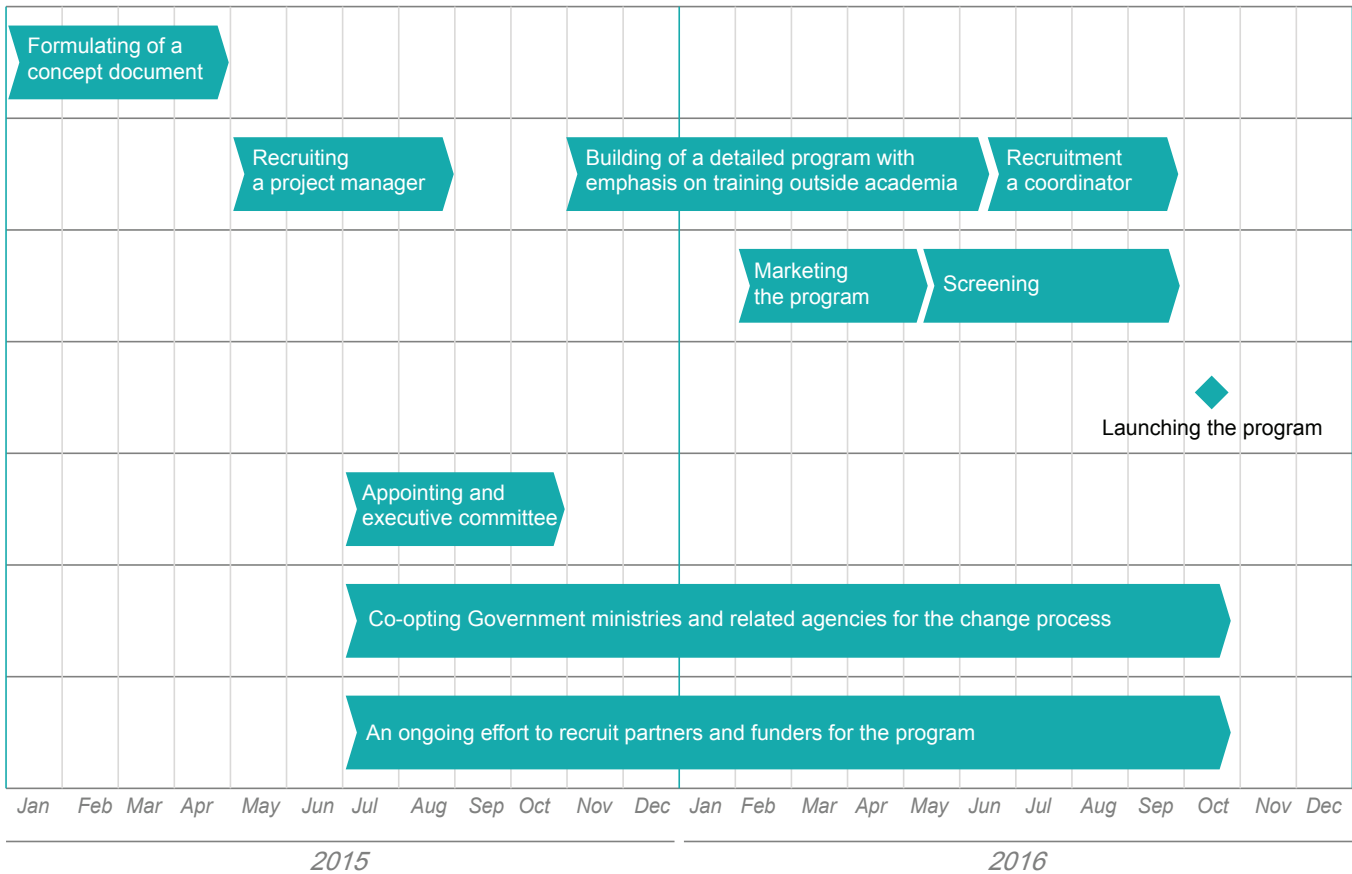 Formulating of a
concept document
Recruiting
a project manager
Building of a detailed program with
emphasis on training outside academia
Recruitment
a coordinator
Marketing
the program
Screening
Launching the program
Appointing and
executive committee
Co-opting Government ministries and related agencies for the change process
An ongoing effort to recruit partners and funders for the program
Jan Feb Mar Apr May Jun Jul Aug Sep Oct Nov Dec Jan Feb Mar Apr May Jun Jul Aug Sep Oct Nov Dec
2015 2016